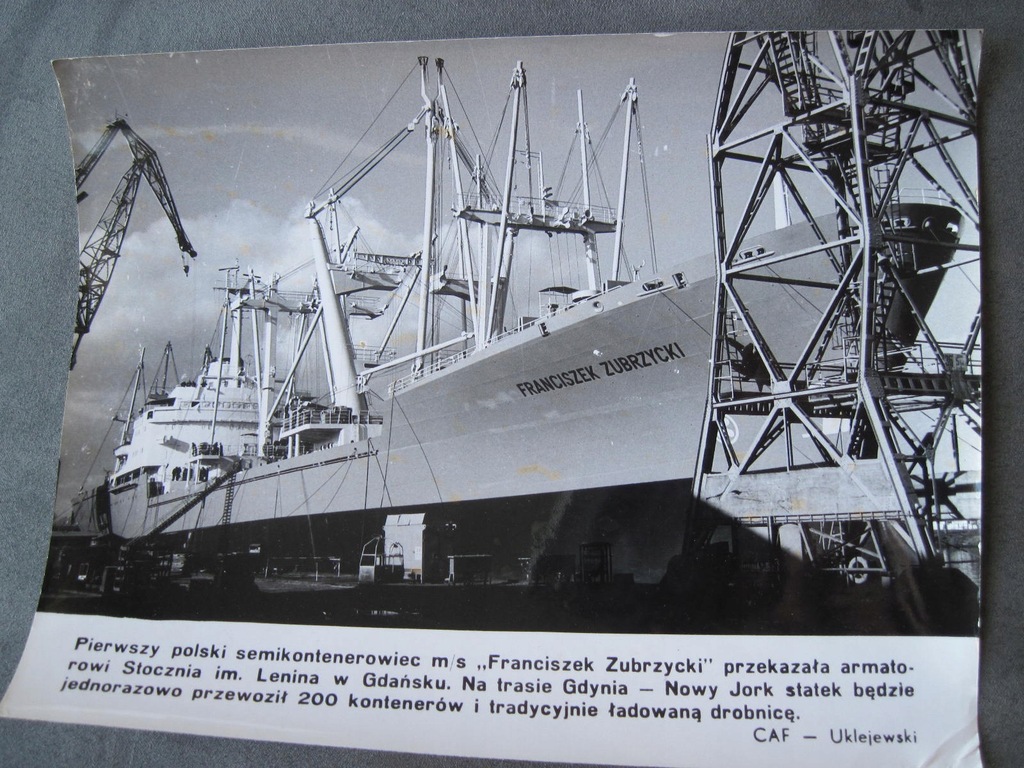 FRANCISZEK ZUBRZYCKI
Pierwszy polski semikontenerowiec m/s „Franciszek Zubrzycki" przekazała armato-
rowi Stocznia im. Lenina w Gdańsku. Na trasie Gdynia — Nowy Jork statek będzie
jednorazowo przewoził 200 kontenerów i tradycyjnie ładowaną drobnicę.
CAF — Uklejewski